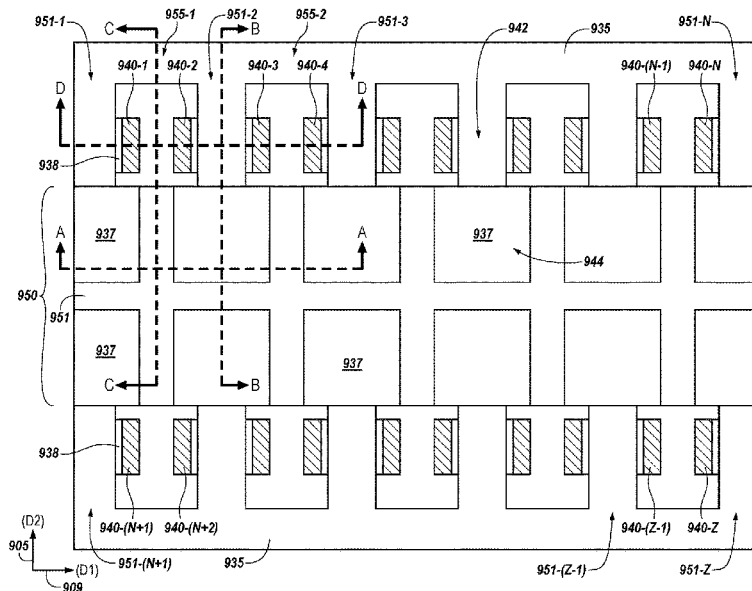 951-1 C 955-1 951-2 B 955-2 951-3 942 935 951-N
940-1 940-2 940-3 940-4 940-(N-1) 940-N
D D
938
937 937
A A
944
950
951
937 937
C B
938
940-(N+1) 940-(N+2) 940-(Z-1) 940-Z
(D2)
905 (D1)
909
951-(N+1) 935 951-(Z-1) 951-Z